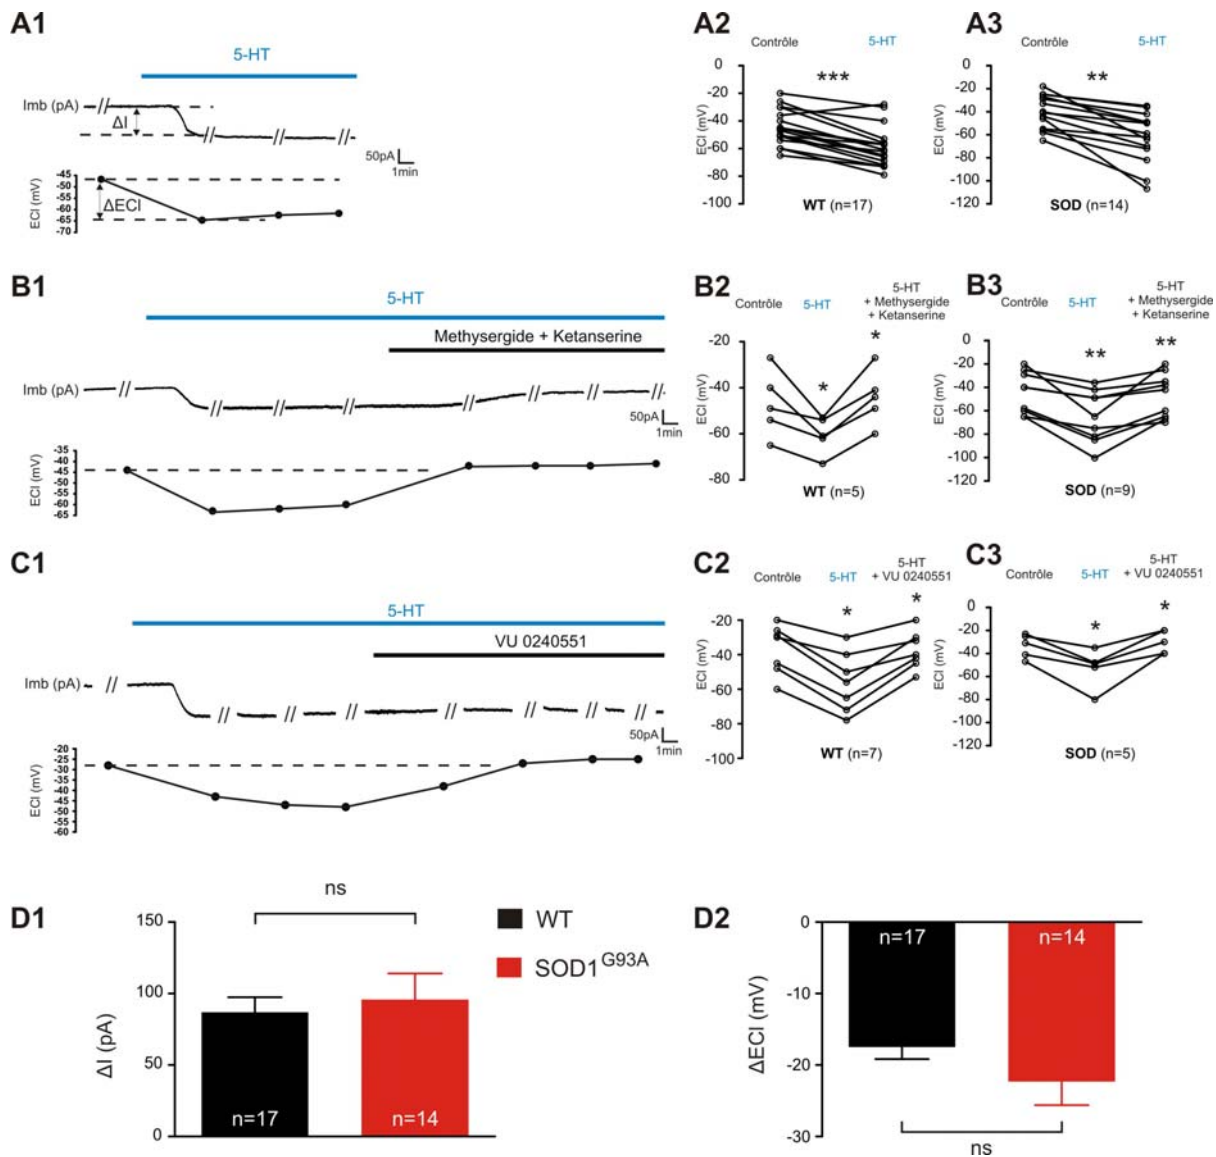 A1
5-HT
Imb (pA)
ΔI
50pA
1min
ECl (mV)
-45
-50
-55
-60
-65
-70
ΔECl
A2
Contrôle 5-HT
***
ECl (mV)
0
-20
-40
-60
-80
-100
WT (n=17)
A3
Contrôle 5-HT
**
ECl (mV)
0
-20
-40
-60
-80
-100
-120
SOD (n=14)
B1
5-HT
Methysergide + Ketanserine
Imb (pA)
50pA
1min
ECl (mV)
-35
-40
-45
-50
-55
-60
-65
B2
Contrôle 5-HT
5-HT
+ Methysergide
+ Ketanserine
*
*
ECl (mV)
-20
-40
-60
-80
WT (n=5)
B3
Contrôle 5-HT
5-HT
+ Methysergide
+ Ketanserine
**
**
ECl (mV)
0
-20
-40
-60
-80
-100
-120
SOD (n=9)
C1
5-HT
VU 0240551
Imb (pA)
50pA
1min
ECl (mV)
-20
-25
-30
-35
-40
-45
-50
-55
-60
C2
Contrôle 5-HT
5-HT
+ VU 0240551
*
*
ECl (mV)
-20
-40
-60
-80
-100
WT (n=7)
C3
Contrôle 5-HT
5-HT
+ VU 0240551
*
*
ECl (mV)
0
-20
-40
-60
-80
-100
-120
SOD (n=5)
D1
ns
ΔI (pA)
150
100
50
0
n=17
n=14
WT
SOD1G93A
D2
ΔECl (mV)
0
-10
-20
-30
n=17
n=14
ns